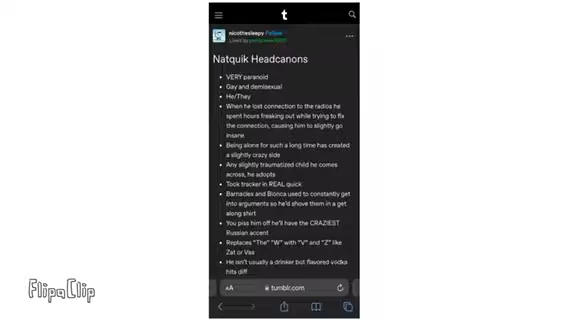 t
nicothesleepy Follow
Natquik Headcanons
• VERY paranoid
• Gay and demisexual
• He/They
• When he lost connection to the radios he
spent hours freaking out while trying to fix
the connection, causing him to slightly go
insane
• Being alone for such a long time has created
a slightly crazy side
• Any slightly traumatized child he comes
across, he adopts
• Took tracker in REAL quick
• Barnacles and Bionca used to constantly get
into arguments so he'd shove them in a get
along shirt
• You piss him off he'll have the CRAZIEST
Russian accent
• Replaces "The" "W" with "V" and "Z" like
Zat or Vas
• He isn't usually a drinker but flavored vodka
hits diff
AA tumblr.com
FlipaClip